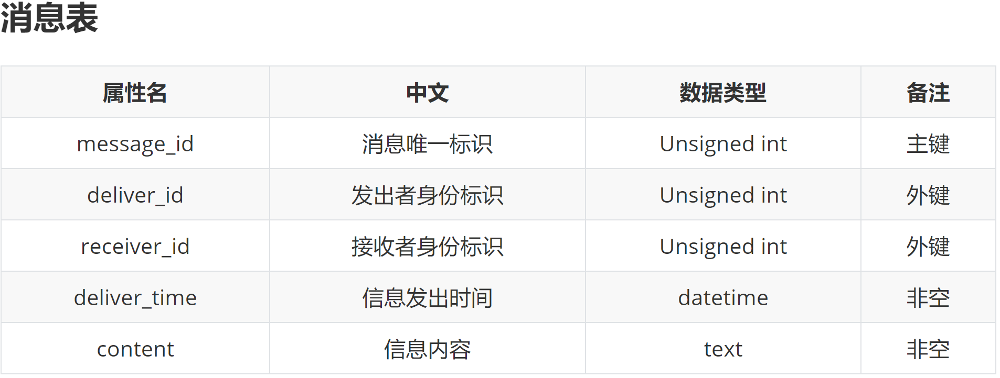 消息表
属性名 中文 数据类型 备注
message_id 消息唯一标识 Unsigned int 主键
deliver_id 发出者身份标识 Unsigned int 外键
receiver_id 接收者身份标识 Unsigned int 外键
deliver_time 信息发出时间 datetime 非空
content 信息内容 text 非空